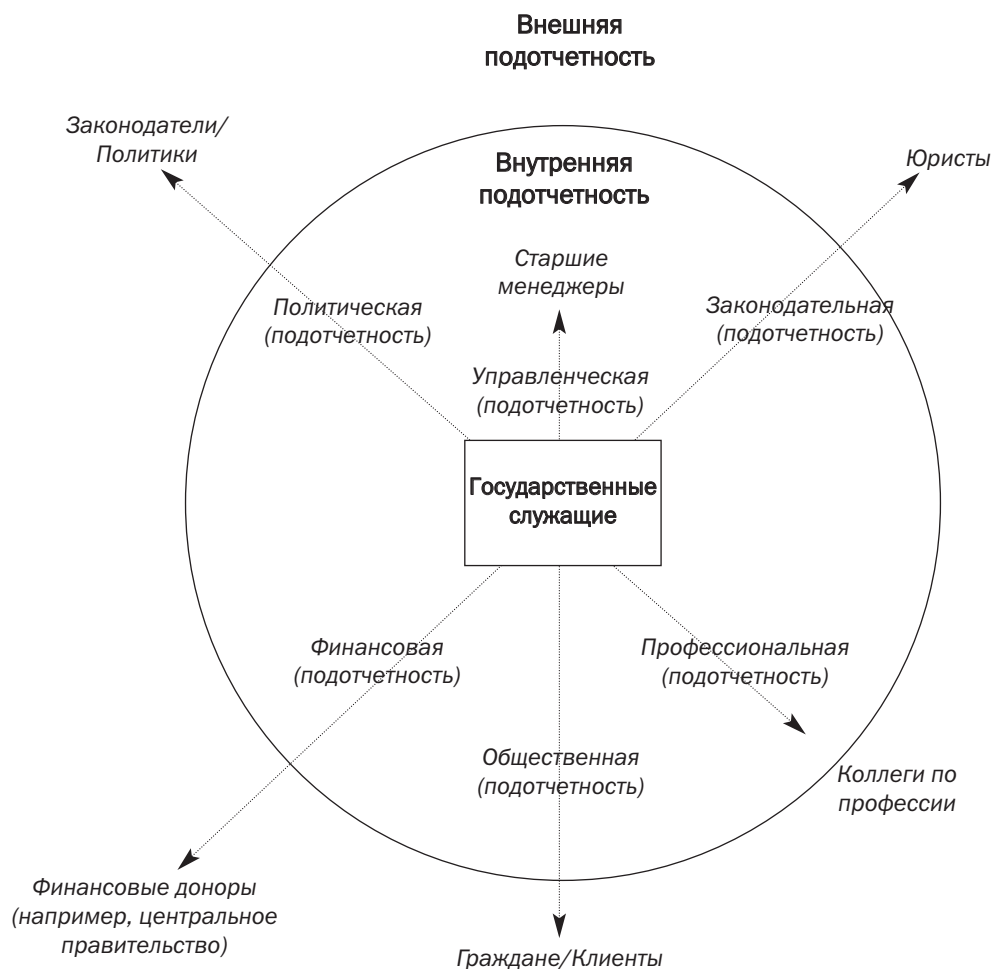 Внешняя
подотчетность
Законодатели/
Политики
Внутренняя
подотчетность
Юристы
Старшие
менеджеры
Политическая
(подотчетность)
Законодательная
(подотчетность)
Управленческая
(подотчетность)
Государственные
служащие
Финансовая
(подотчетность)
Профессиональная
(подотчетность)
Общественная
(подотчетность)
Коллеги по
профессии
Финансовые доноры
(например, центральное
правительство)
Граждане/Клиенты